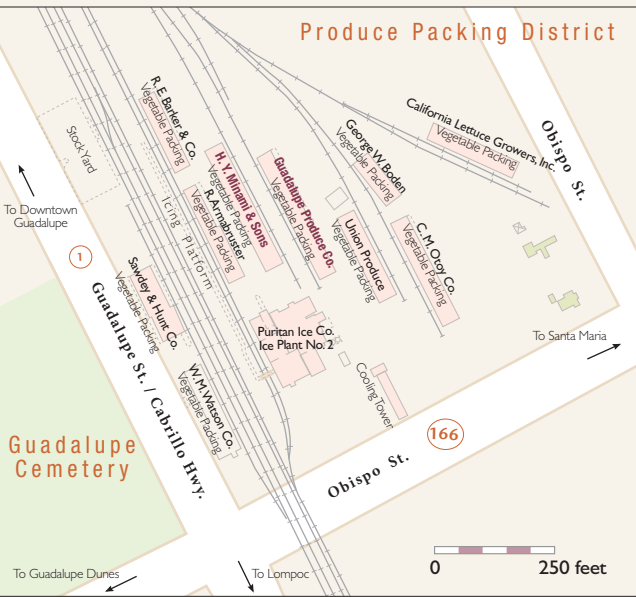 Produce Packing District
R. E. Barker & Co.
Vegetable Packing
California Lettuce Growers, Inc.
Vegetable Packing
George W. Boden
Vegetable Packing
Obispo St.
Stock Yard
H. Y. Minami & Sons
Vegetable Packing
Guadalupe Produce Co.
Vegetable Packing
R. Armabruster
Vegetable Packing
Icing Platform
To Downtown
Guadalupe
1
Union Produce
Vegetable Packing
C. M. Otoy Co.
Vegetable Packing
Sawdey & Hunt Co.
Vegetable Packing
Guadalupe St. / Cabrillo Hwy.
Puritan Ice Co.
Ice Plant No. 2
To Santa Maria
Cooling Tower
W. M. Watson Co.
Vegetable Packing
Guadalupe
Cemetery
166
Obispo St.
To Guadalupe Dunes
To Lompoc
0
250 feet